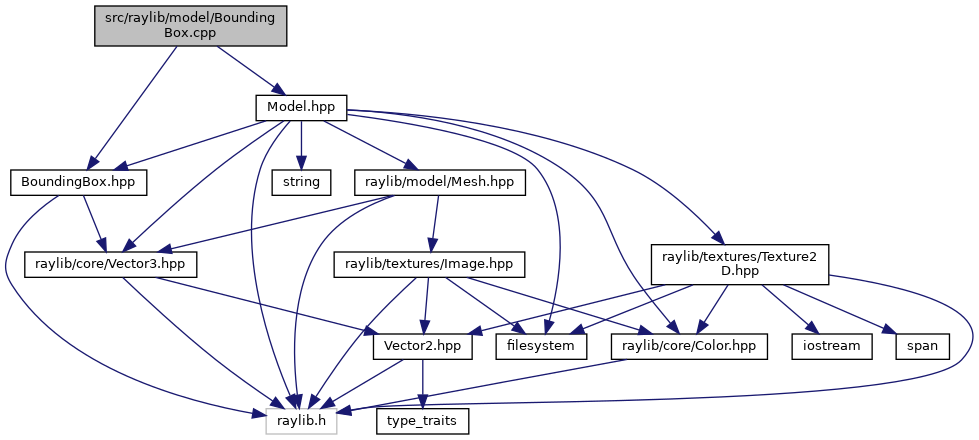 src/raylib/model/Bounding
Box.cpp
Model.hpp
BoundingBox.hpp
string
raylib/model/Mesh.hpp
raylib/core/Vector3.hpp
raylib/textures/Image.hpp
raylib/textures/Texture2
D.hpp
Vector2.hpp
filesystem
raylib/core/Color.hpp
iostream
span
raylib.h
type_traits